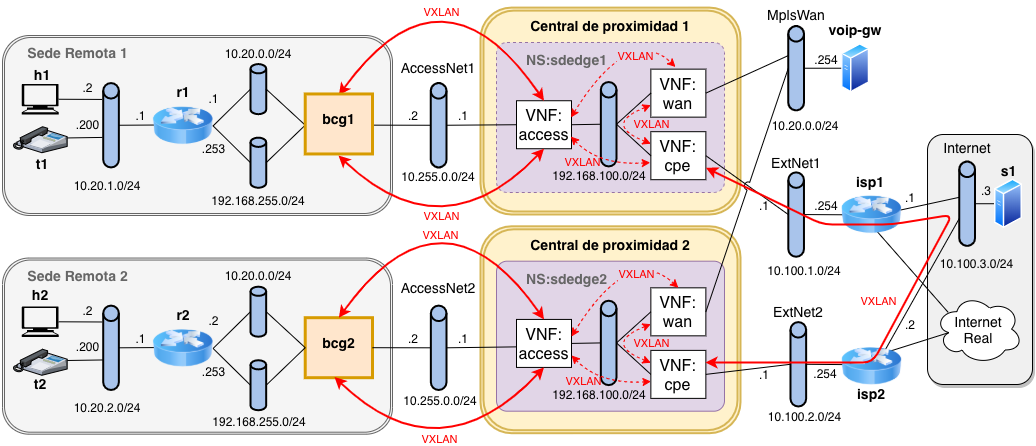 Sede Remota 1
h1
.2
.200
t1
10.20.1.0/24
.1
r1
.1
.253
10.20.0.0/24
192.168.255.0/24
bcg1
VXLAN
VXLAN
AccessNet1
.2
.1
10.255.0.0/24
Central de proximidad 1
NS:sdedge1
VNF:
access
VXLAN
VXLAN
VXLAN
192.168.100.0/24
VNF:
wan
VNF:
cpe
MplsWan
voip-gw
.254
10.20.0.0/24
ExtNet1
.1
.254
10.100.1.0/24
isp1
.1
Internet
s1
.3
10.100.3.0/24
Sede Remota 2
h2
.2
.200
t2
10.20.2.0/24
.1
r2
.2
.253
10.20.0.0/24
192.168.255.0/24
bcg2
VXLAN
VXLAN
AccessNet2
.2
.1
10.255.0.0/24
Central de proximidad 2
NS:sdedge2
VNF:
access
VXLAN
VXLAN
VXLAN
192.168.100.0/24
VNF:
wan
VNF:
cpe
ExtNet2
.1
.254
10.100.2.0/24
VXLAN
isp2
.2
Internet
Real